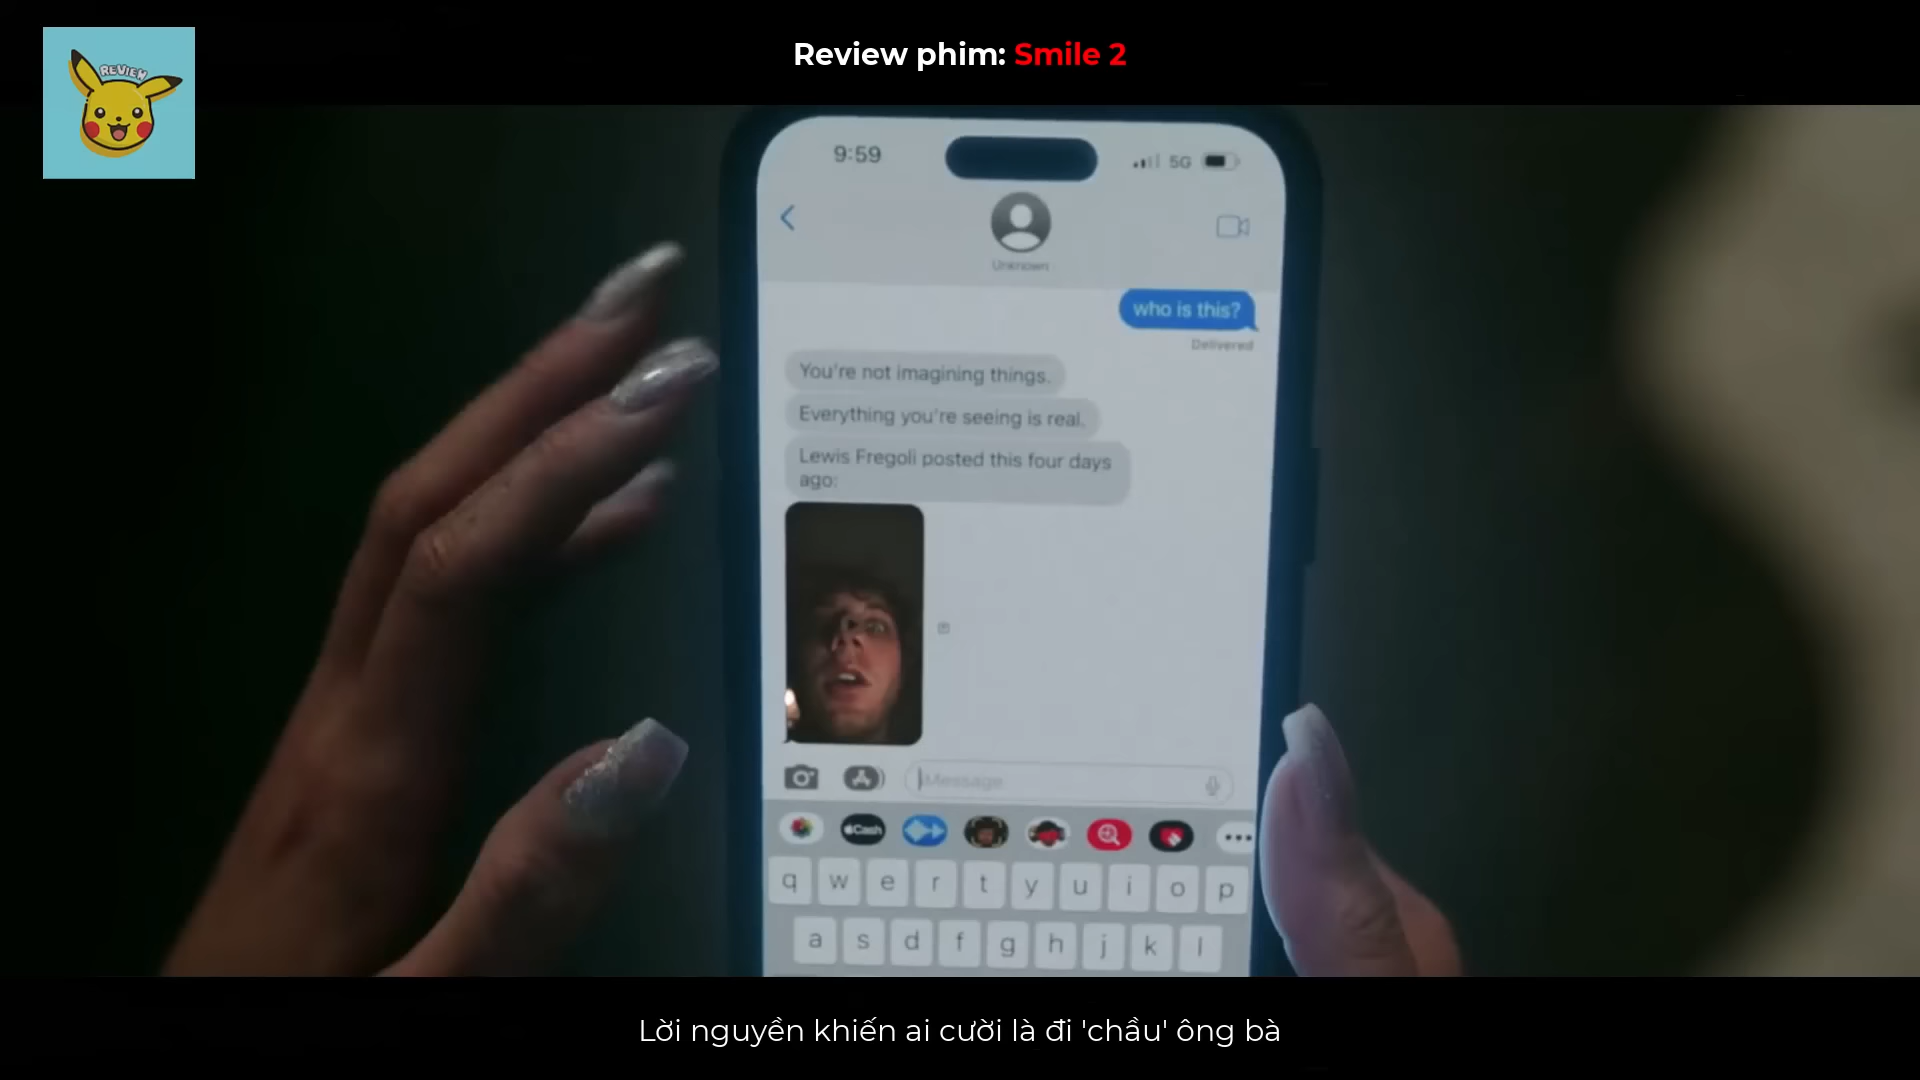 REVIEW
Review phim: Smile 2
9:59
5G
Unknown
who is this?
Delivered
You're not imagining things.
Everything you're seeing is real.
Lewis Fregoli posted this four days
ago:
iMessage
Cash
q w e r t y u i o p
a s d f g h j k l
Lời nguyền khiến ai cười là đi 'chầu' ông bà